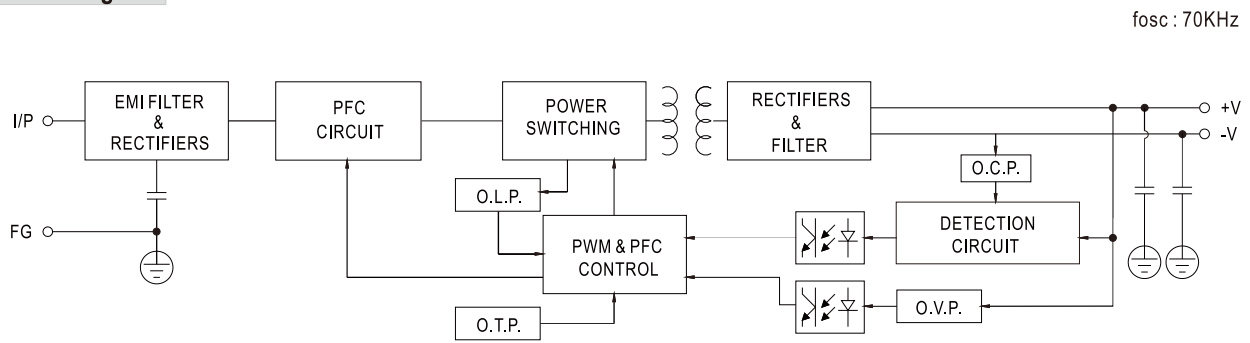 fosc : 70KHz
I/P
EMI FILTER
&
RECTIFIERS
PFC
CIRCUIT
POWER
SWITCHING
RECTIFIERS
&
FILTER
+V
-V
O.C.P.
O.L.P.
DETECTION
CIRCUIT
FG
PWM & PFC
CONTROL
O.T.P.
O.V.P.